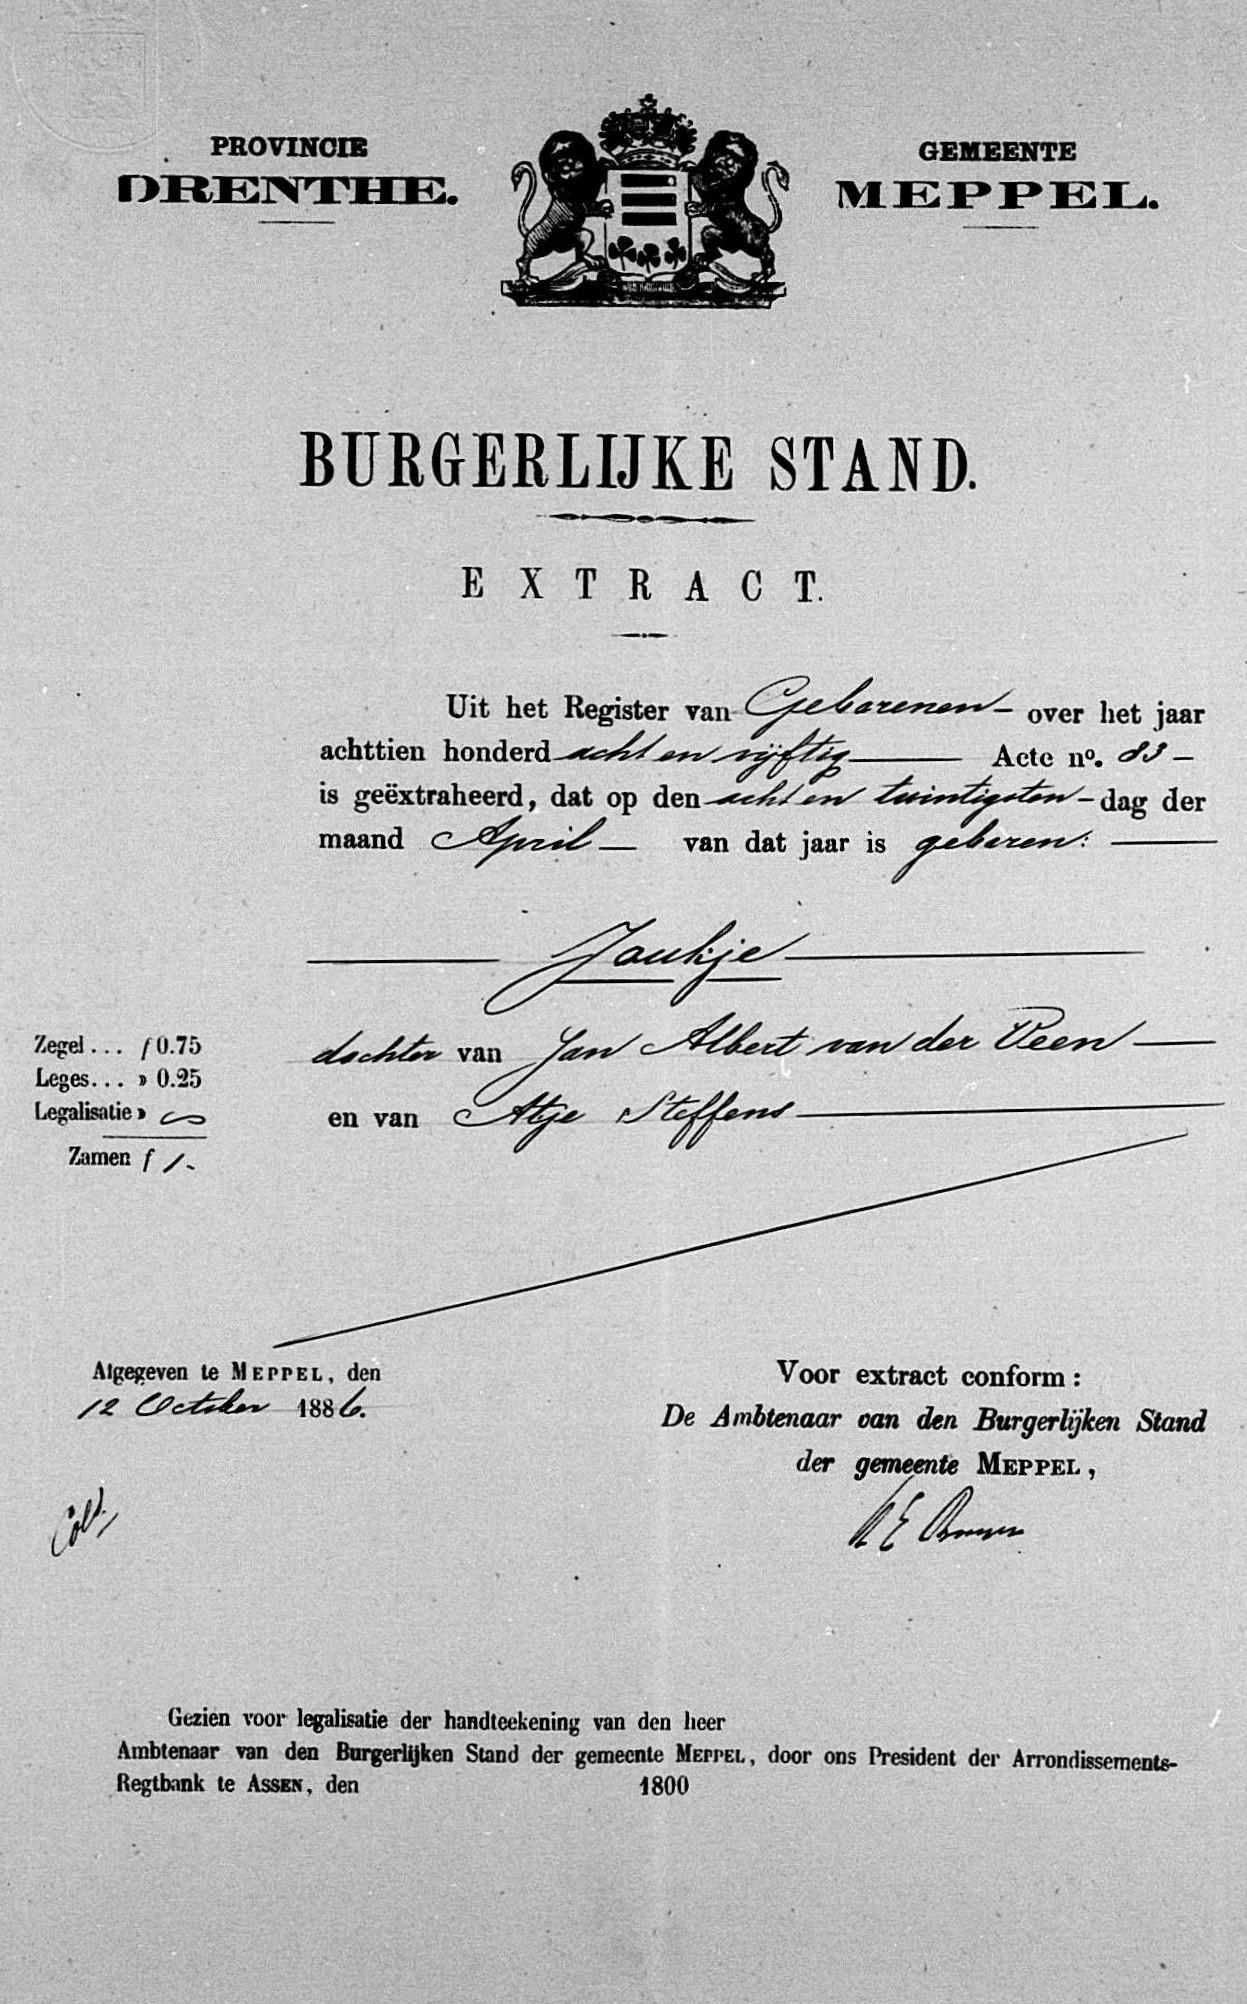 PROVINCIE
DRENTHE.
GEMEENTE
MEPPEL.
BURGERLIJKE STAND.
EXTRACT.
Uit het Register van Geborenen over het jaar
achttien honderd acht en vijftig Acte no. 83
is geëxtraheerd, dat op den acht en twintigsten dag der
maand April van dat jaar is geboren:
Jaukje
Zegel... f 0.75
Leges... » 0.25
Legalisatie »
Zamen f 1.-
dochter van Jan Albert van der Veen
en van Atje Steffens
Afgegeven te MEPPEL, den
12 October 1886.
Voor extract conform:
De Ambtenaar van den Burgerlijken Stand
der gemeente MEPPEL,
Gezien voor legalisatie der handteekening van den heer
Ambtenaar van den Burgerlijken Stand der gemeente MEPPEL, door ons President der Arrondissements-
Regtbank te ASSEN, den 1800